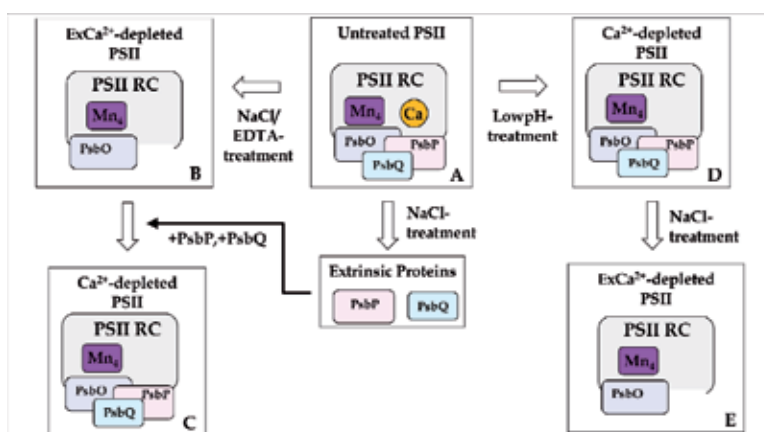 ExCa²⁺-depleted
PSII
PSII RC
Mn₄
PsbO
B
NaCl/
EDTA-
treatment
Untreated PSII
PSII RC
Mn₄
Ca
PsbO
PsbP
PsbQ
A
LowpH-
treatment
Ca²⁺-depleted
PSII
PSII RC
Mn₄
PsbO
PsbP
PsbQ
D
+PsbP,+PsbQ
NaCl-
treatment
NaCl-
treatment
Extrinsic Proteins
PsbP
PsbQ
Ca²⁺-depleted
PSII
PSII RC
Mn₄
PsbO
PsbP
PsbQ
C
ExCa²⁺-depleted
PSII
PSII RC
Mn₄
PsbO
E